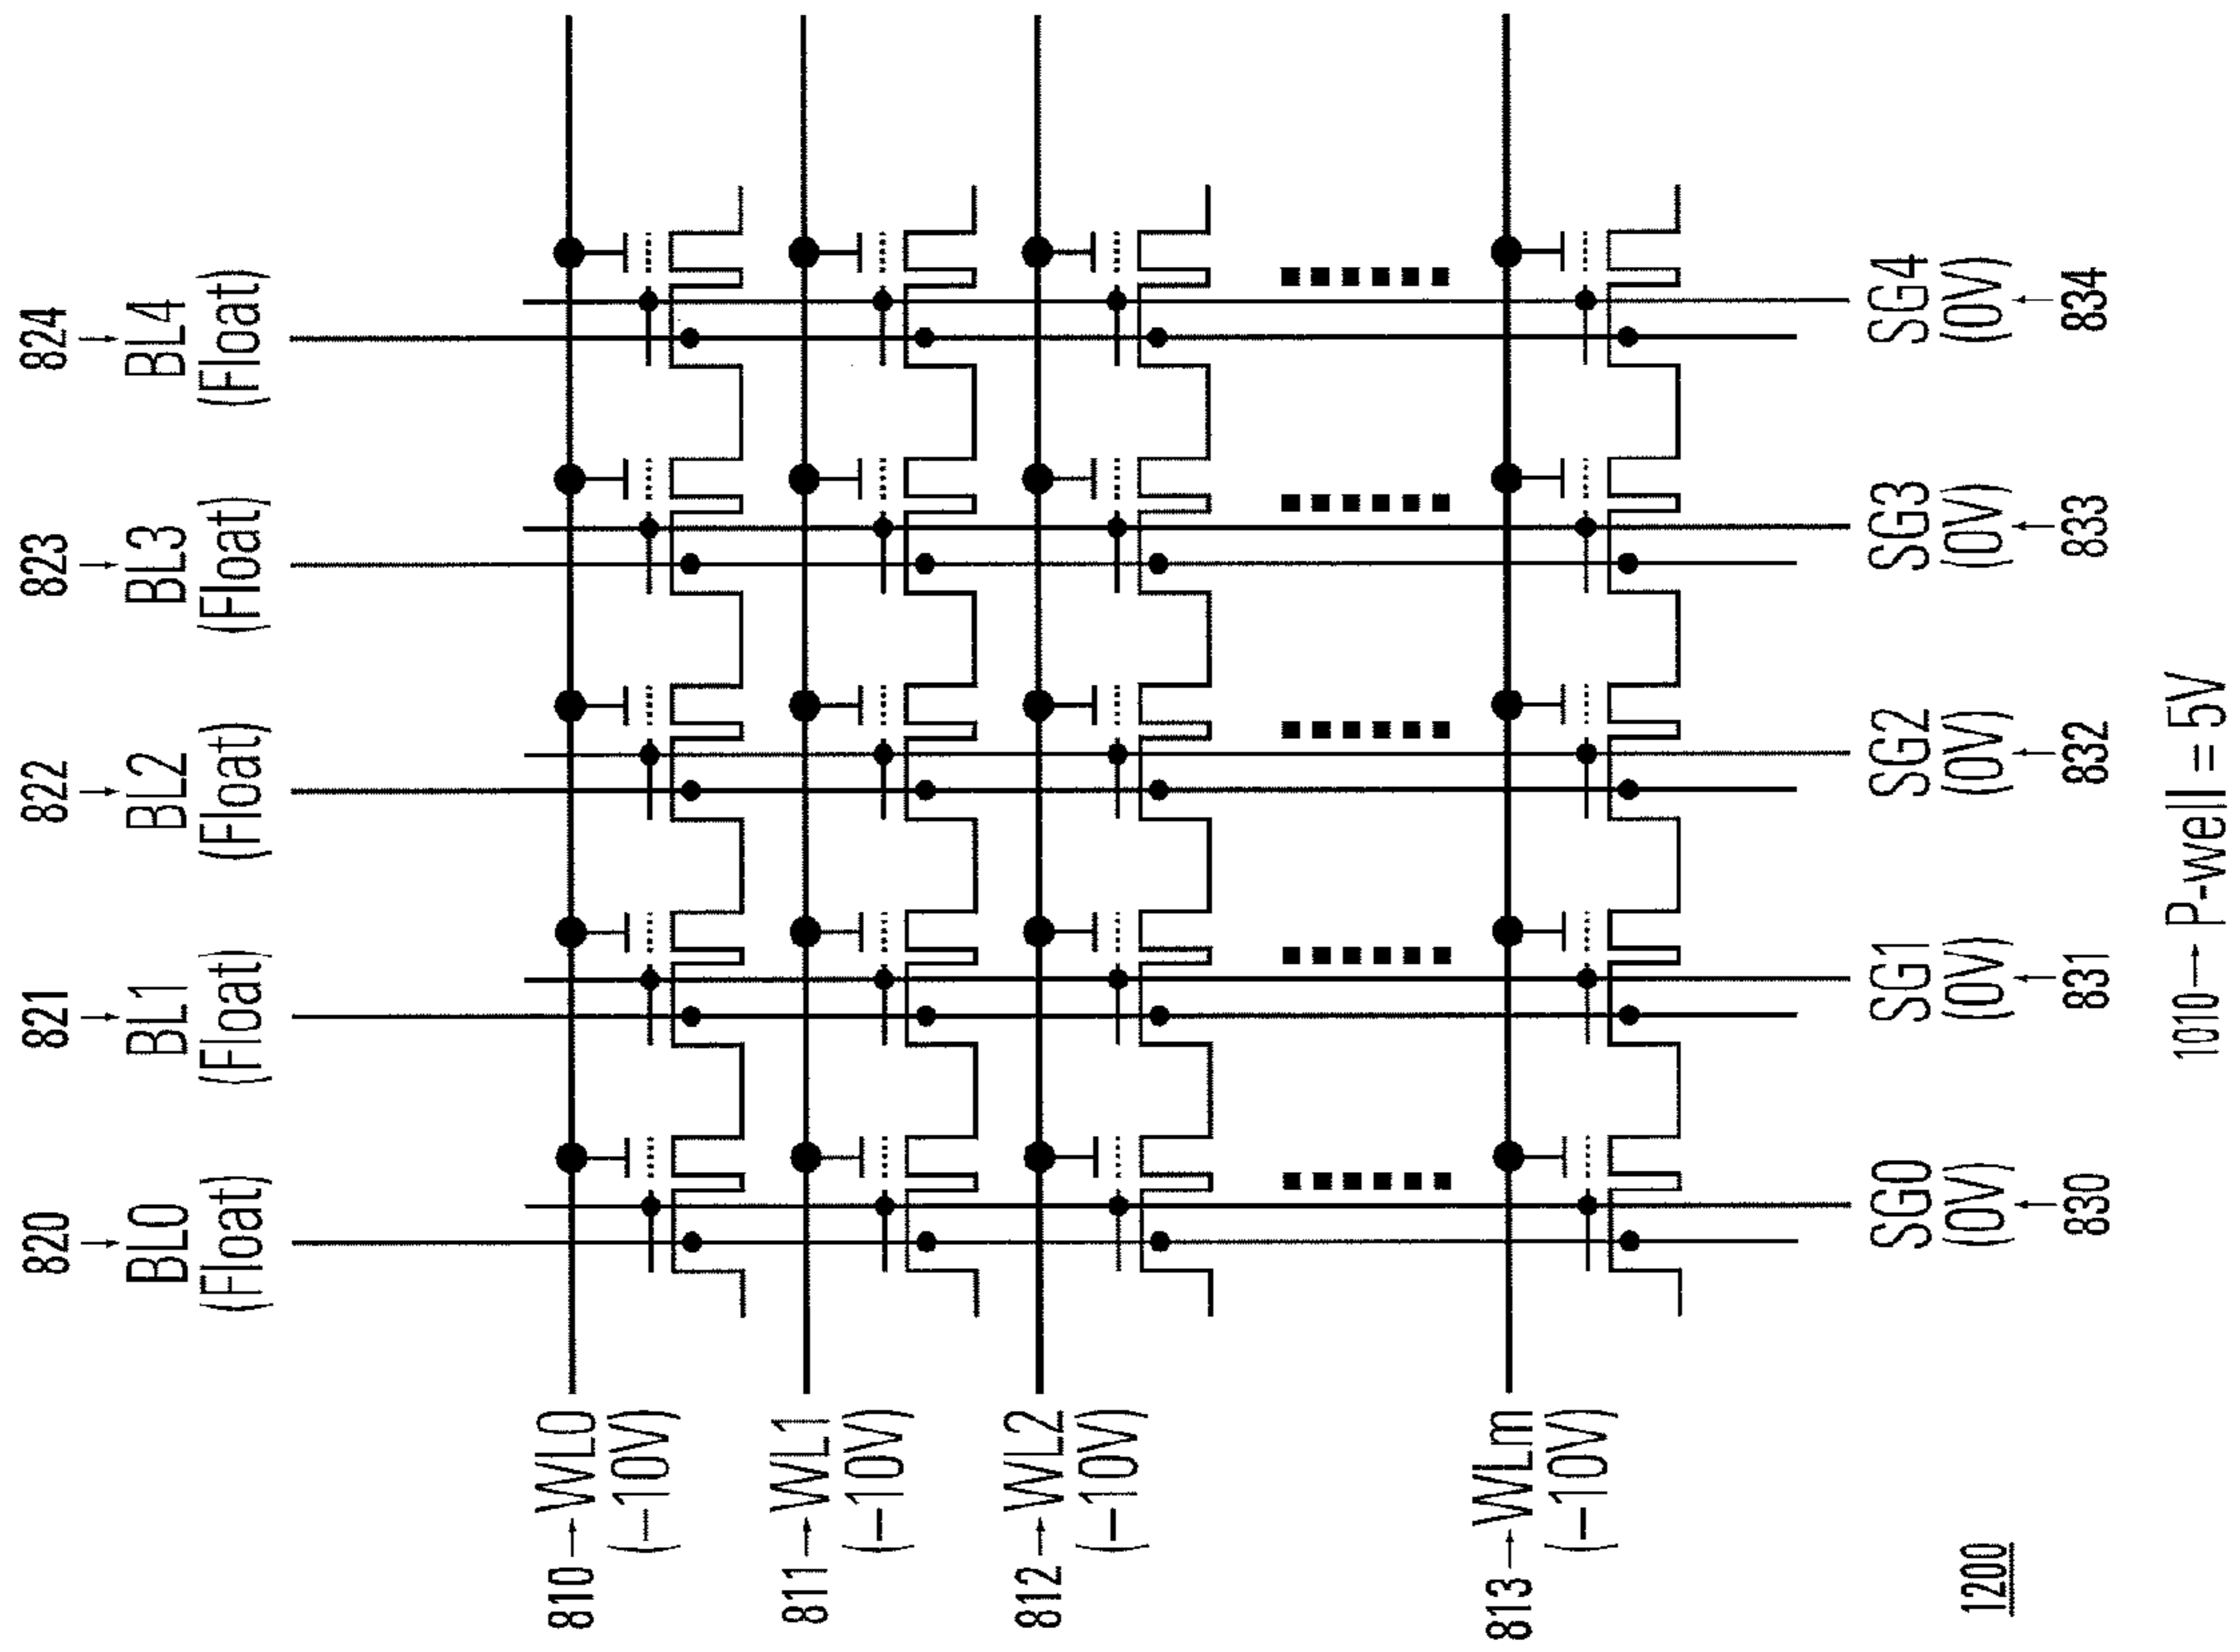 824
BL4
(Float)
823
BL3
(Float)
822
BL2
(Float)
821
BL1
(Float)
820
BL0
(Float)
810 WL0
(–10V)
811 WL1
(–10V)
812 WL2
(–10V)
813 WLm
(–10V)
SG4
(0V)
834
SG3
(0V)
833
SG2
(0V)
832
SG1
(0V)
831
SG0
(0V)
830
1010 P-well = 5V
1200